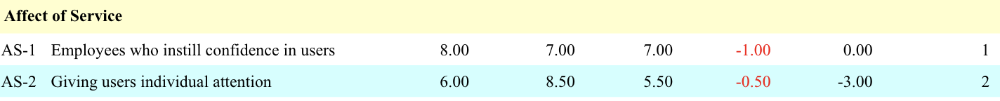 Affect of Service
AS-1 Employees who instill confidence in users 8.00 7.00 7.00 -1.00 0.00 1
AS-2 Giving users individual attention 6.00 8.50 5.50 -0.50 -3.00 2